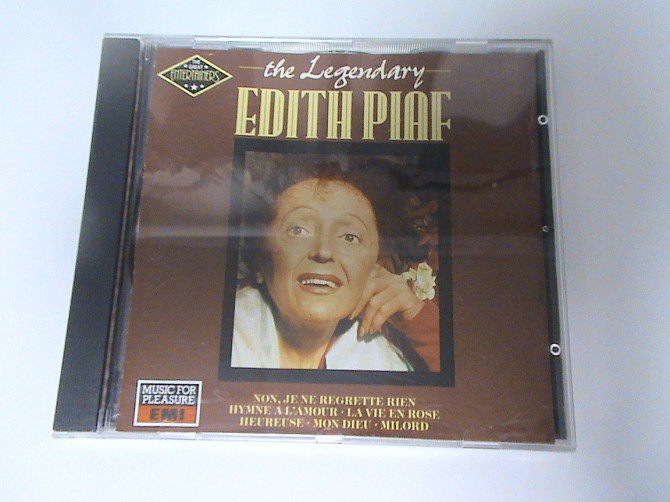 THE
GREAT
ENTERTAINERS
the Legendary
EDITH PIAF
MUSIC FOR
PLEASURE
EMI
NON, JE NE REGRETTE RIEN
HYMNE A L'AMOUR · LA VIE EN ROSE
HEUREUSE · MON DIEU · MILORD